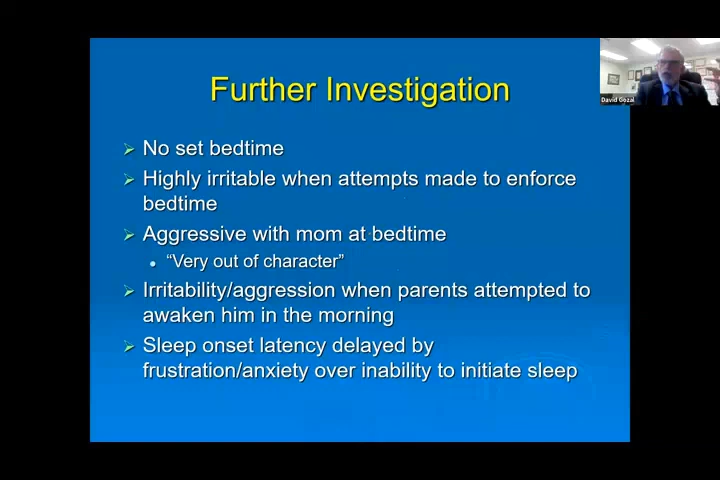 Further Investigation
David Gozal
No set bedtime
Highly irritable when attempts made to enforce
bedtime
Aggressive with mom at bedtime
“Very out of character”
Irritability/aggression when parents attempted to
awaken him in the morning
Sleep onset latency delayed by
frustration/anxiety over inability to initiate sleep